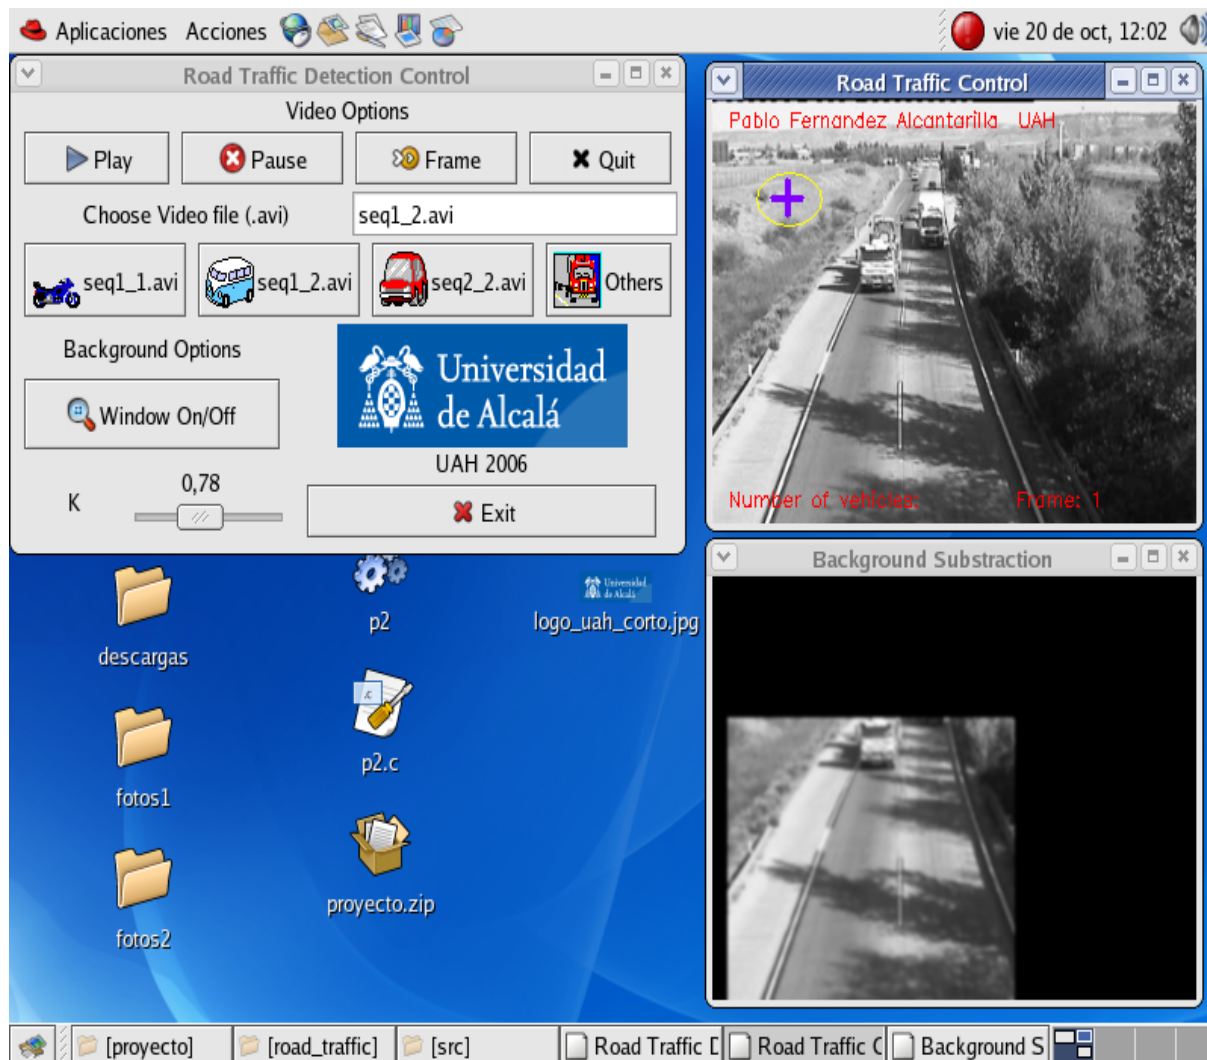 Aplicaciones Acciones
vie 20 de oct, 12:02
Road Traffic Detection Control
Video Options
Play
Pause
Frame
Quit
Choose Video file (.avi)
seq1_2.avi
seq1_1.avi
seq1_2.avi
seq2_2.avi
Others
Background Options
Window On/Off
Universidad
de Alcalá
UAH 2006
K
0,78
Exit
Road Traffic Control
Pablo Fernandez Alcantarilla UAH
Number of vehicles:
Frame: 1
Background Substraction
descargas
fotos1
fotos2
p2
p2.c
proyecto.zip
Universidad
de Alcalá
logo_uah_corto.jpg
[proyecto]
[road_traffic]
[src]
Road Traffic D
Road Traffic C
Background S